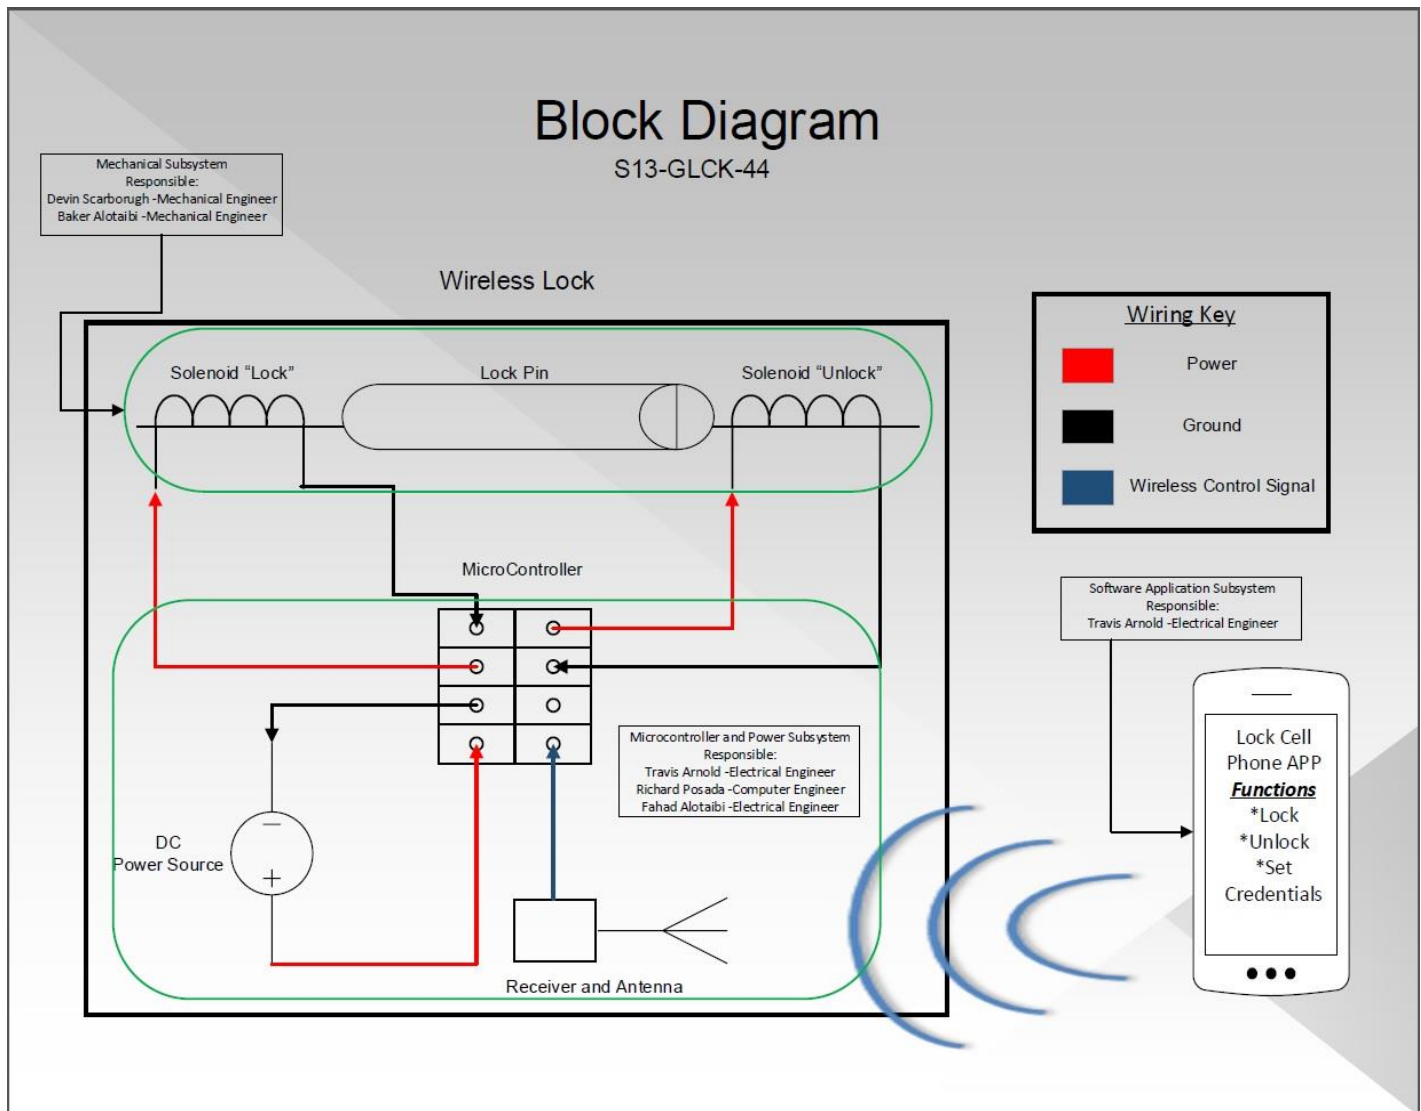 Block Diagram
S13-GLCK-44
Mechanical Subsystem
Responsible:
Devin Scarborugh -Mechanical Engineer
Baker Alotaibi -Mechanical Engineer
Wireless Lock
Solenoid “Lock”
Lock Pin
Solenoid “Unlock”
Wiring Key
Power
Ground
Wireless Control Signal
MicroController
Software Application Subsystem
Responsible:
Travis Arnold -Electrical Engineer
Microcontroller and Power Subsystem
Responsible:
Travis Arnold -Electrical Engineer
Richard Posada -Computer Engineer
Fahad Alotaibi -Electrical Engineer
Lock Cell
Phone APP
Functions
*Lock
*Unlock
*Set
Credentials
DC
Power Source
Receiver and Antenna